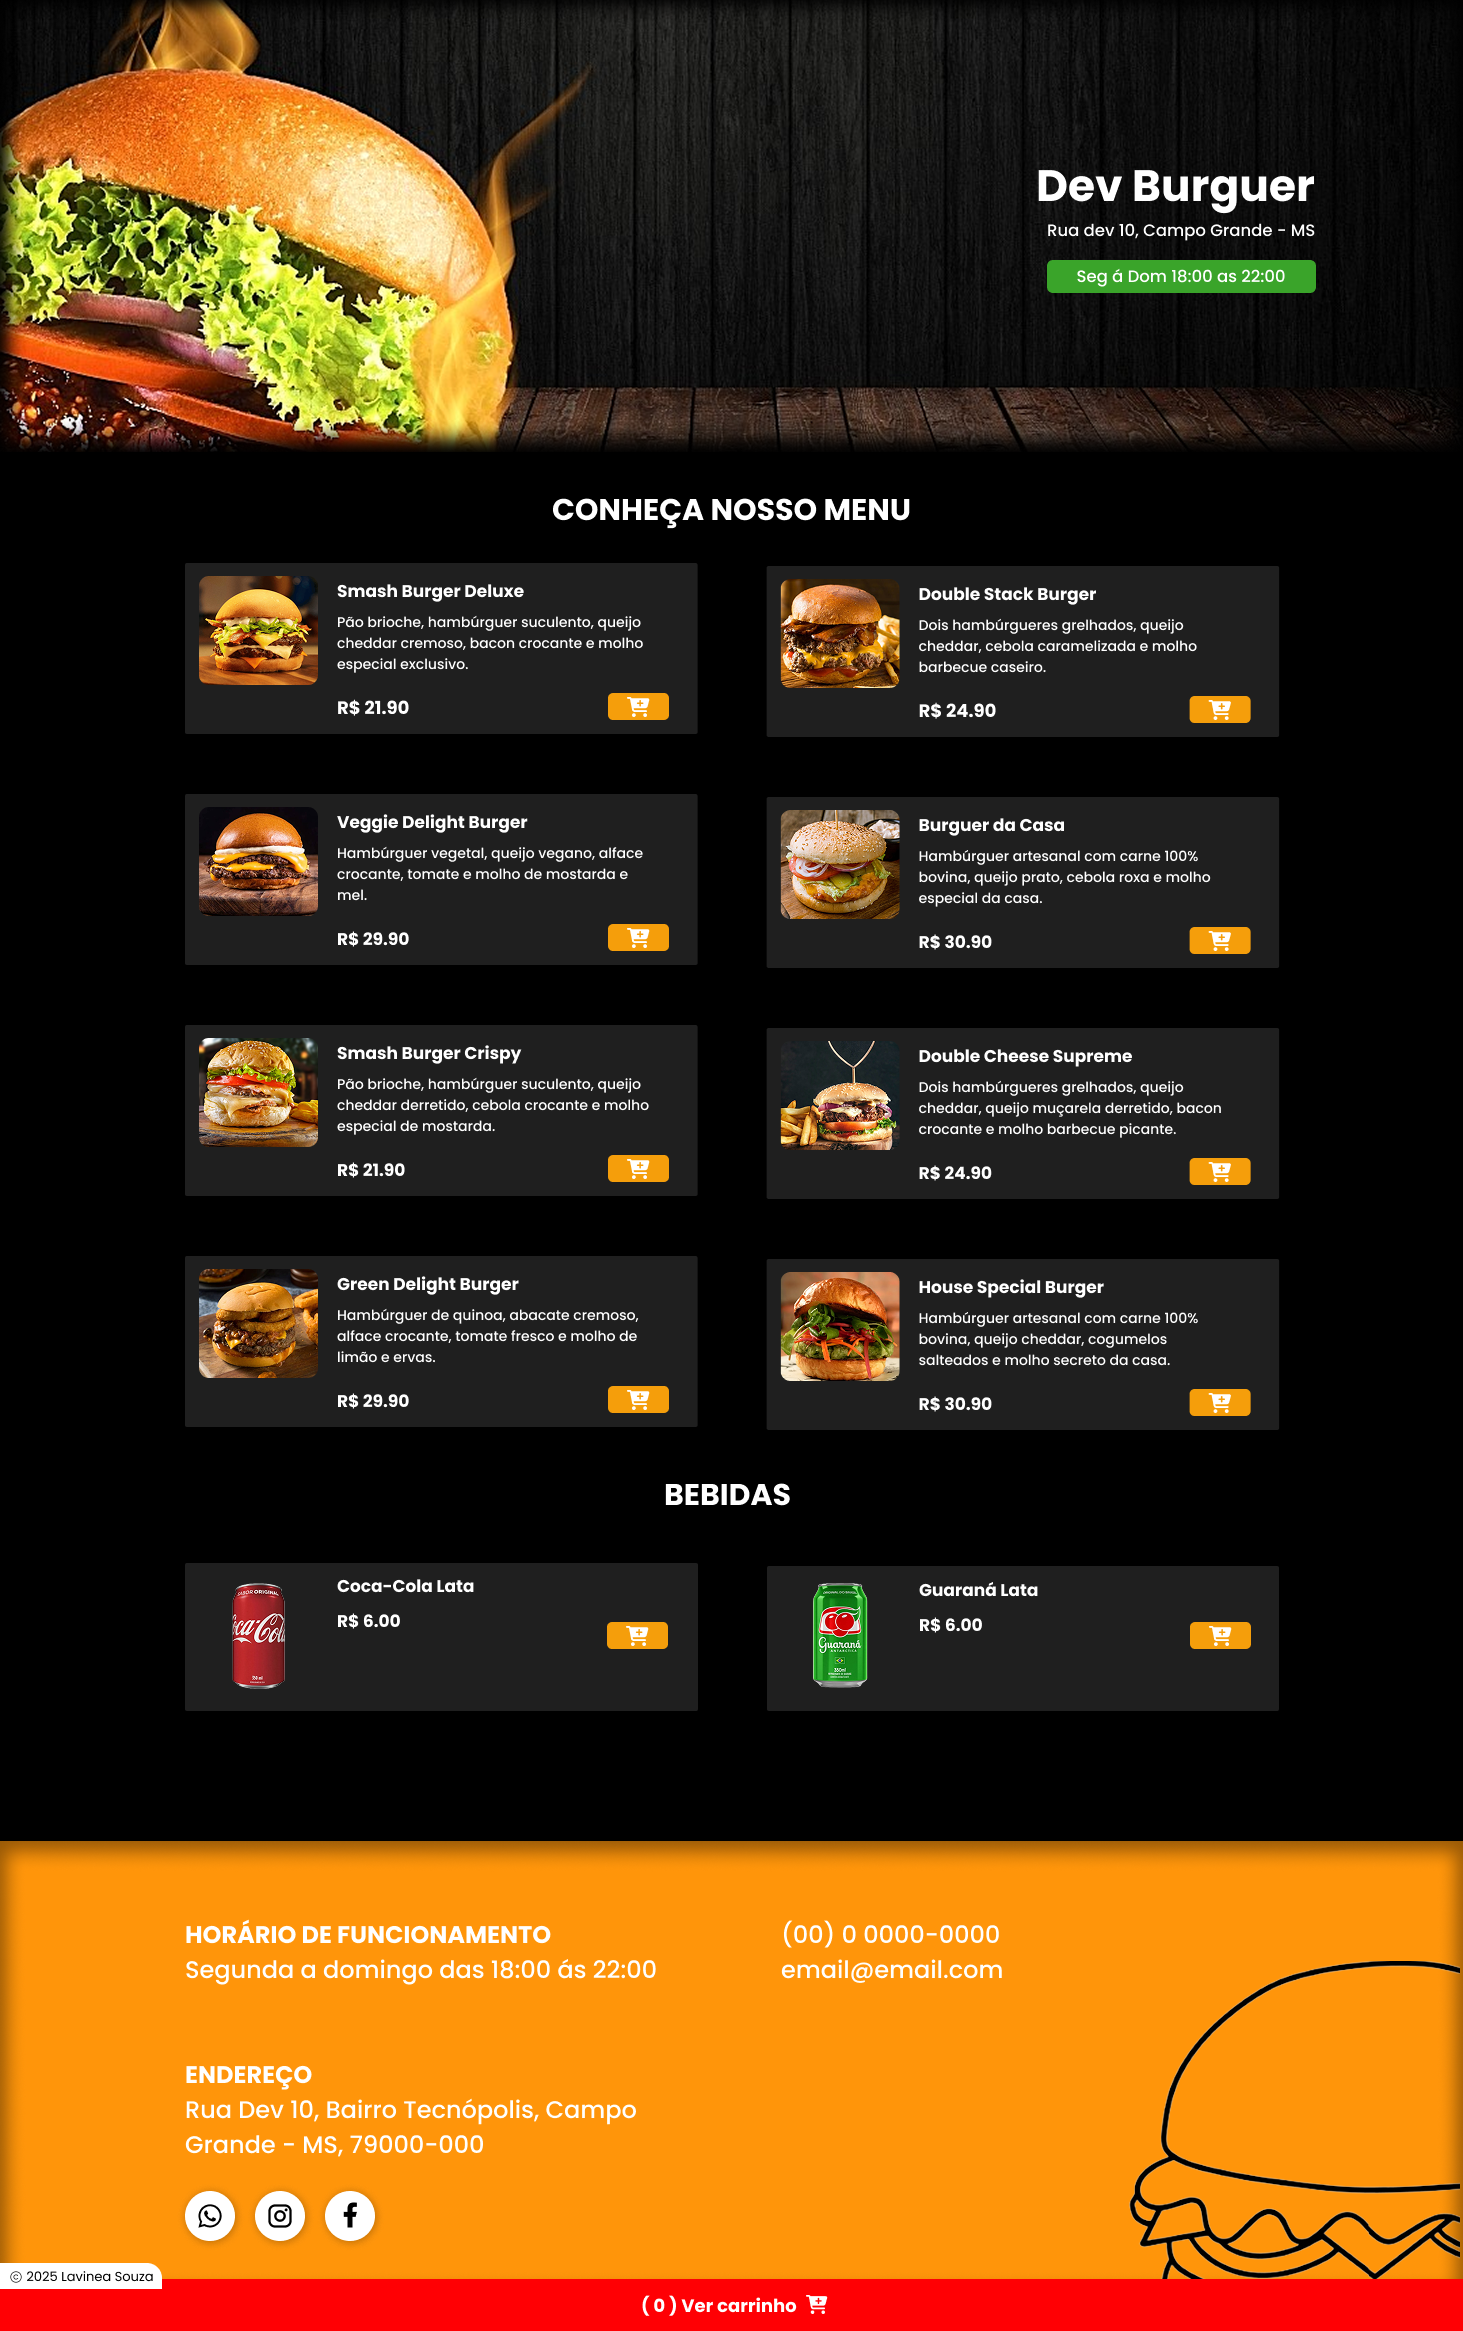 Dev Burguer
Rua dev 10, Campo Grande - MS
Seg á Dom 18:00 as 22:00
CONHEÇA NOSSO MENU
Smash Burger Deluxe
Pão brioche, hambúrguer suculento, queijo
cheddar cremoso, bacon crocante e molho
especial exclusivo.
R$ 21.90
Double Stack Burger
Dois hambúrgueres grelhados, queijo
cheddar, cebola caramelizada e molho
barbecue caseiro.
R$ 24.90
Veggie Delight Burger
Hambúrguer vegetal, queijo vegano, alface
crocante, tomate e molho de mostarda e
mel.
R$ 29.90
Burguer da Casa
Hambúrguer artesanal com carne 100%
bovina, queijo prato, cebola roxa e molho
especial da casa.
R$ 30.90
Smash Burger Crispy
Pão brioche, hambúrguer suculento, queijo
cheddar derretido, cebola crocante e molho
especial de mostarda.
R$ 21.90
Double Cheese Supreme
Dois hambúrgueres grelhados, queijo
cheddar, queijo muçarela derretido, bacon
crocante e molho barbecue picante.
R$ 24.90
Green Delight Burger
Hambúrguer de quinoa, abacate cremoso,
alface crocante, tomate fresco e molho de
limão e ervas.
R$ 29.90
House Special Burger
Hambúrguer artesanal com carne 100%
bovina, queijo cheddar, cogumelos
salteados e molho secreto da casa.
R$ 30.90
BEBIDAS
SABOR ORIGINAL
350 ml
Coca-Cola Lata
R$ 6.00
Guaraná
ANTARCTICA
350ml
Guaraná Lata
R$ 6.00
HORÁRIO DE FUNCIONAMENTO
Segunda a domingo das 18:00 ás 22:00
(00) 0 0000-0000
email@email.com
ENDEREÇO
Rua Dev 10, Bairro Tecnópolis, Campo
Grande - MS, 79000-000
© 2025 Lavinea Souza
( 0 ) Ver carrinho